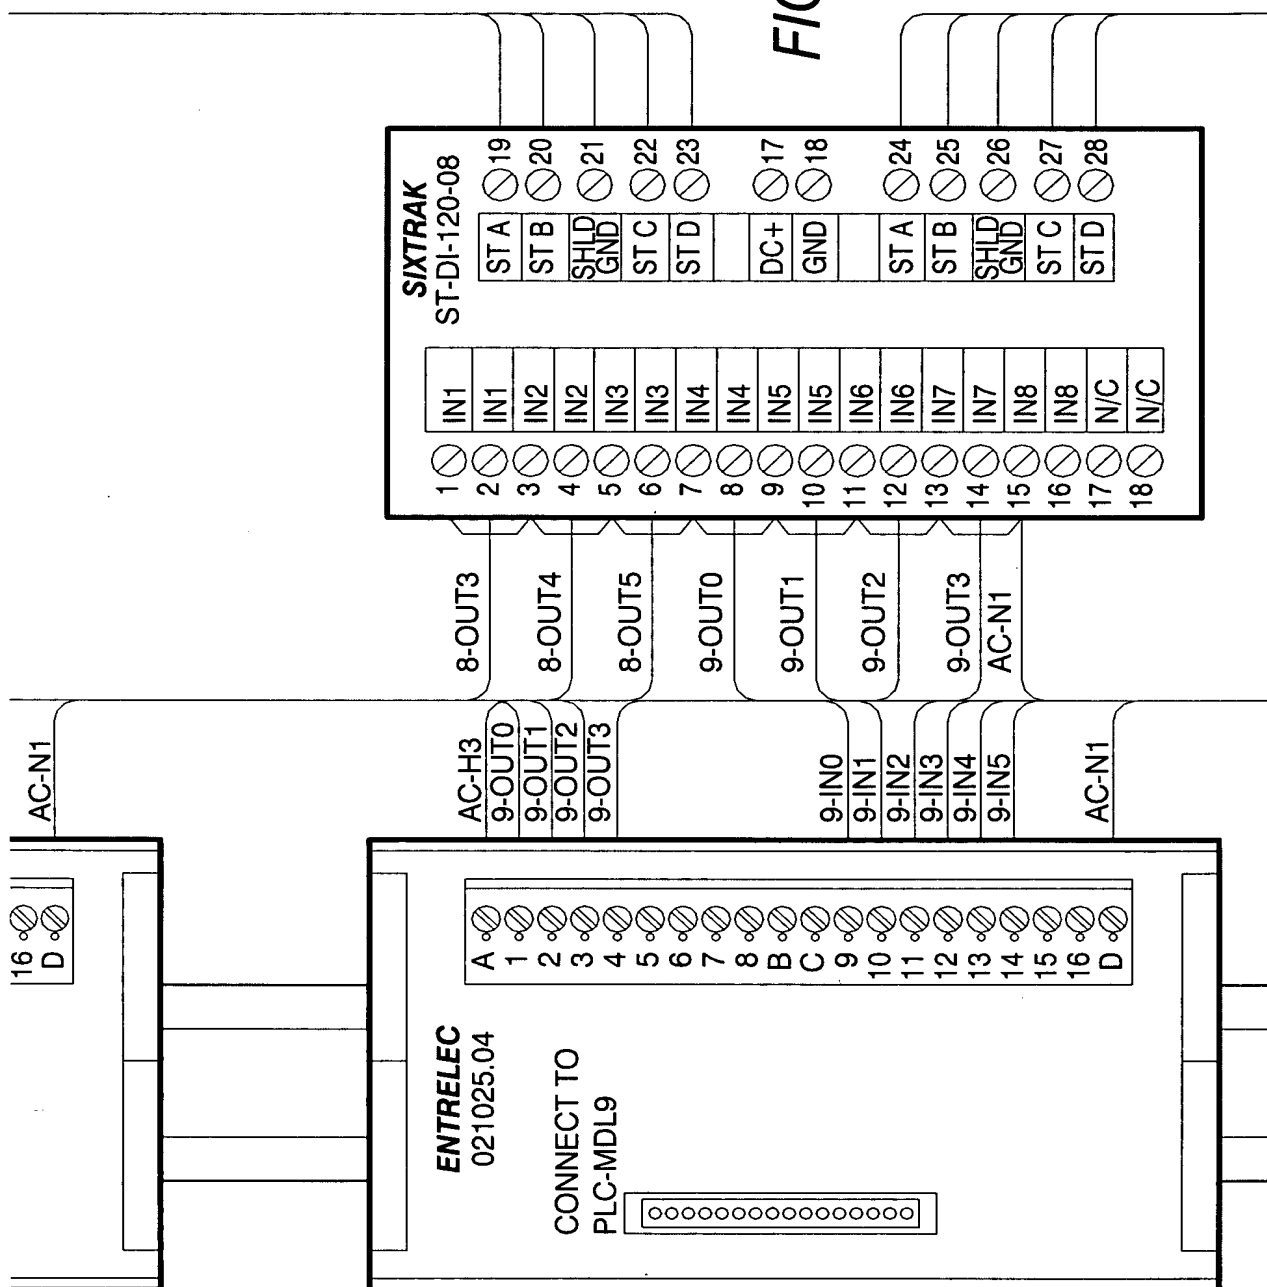 FIG
SIXTRAK
ST-DI-120-08
ST A 19
ST B 20
SHLD GND 21
ST C 22
ST D 23
DC+ 17
GND 18
ST A 24
ST B 25
SHLD GND 26
ST C 27
ST D 28
1 IN1
2 IN1
3 IN2
4 IN2
5 IN3
6 IN3
7 IN4
8 IN4
9 IN5
10 IN5
11 IN6
12 IN6
13 IN7
14 IN7
15 IN8
16 IN8
17 N/C
18 N/C
8-OUT3
8-OUT4
8-OUT5
9-OUT0
9-OUT1
9-OUT2
9-OUT3
AC-N1
AC-N1
AC-H3
9-OUT0
9-OUT1
9-OUT2
9-OUT3
9-IN0
9-IN1
9-IN2
9-IN3
9-IN4
9-IN5
AC-N1
16
D
A
1
2
3
4
5
6
7
8
B
C
9
10
11
12
13
14
15
16
D
ENTRELEC
021025.04
CONNECT TO
PLC-MDL9